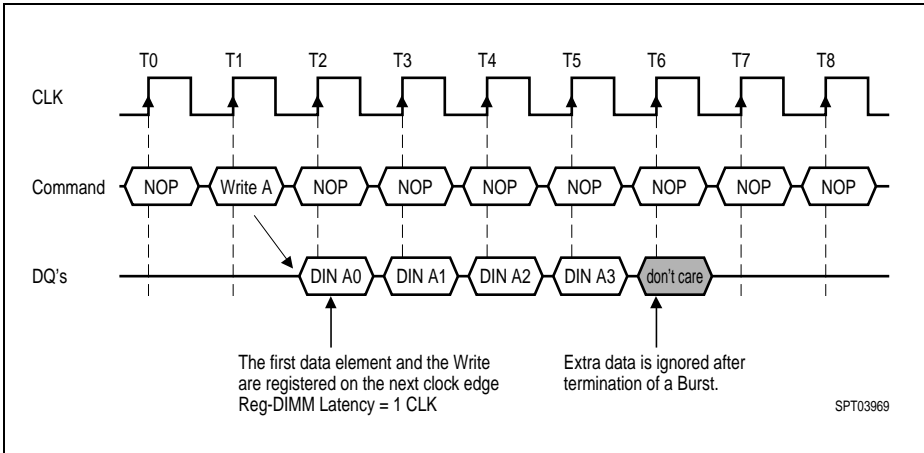 T0 T1 T2 T3 T4 T5 T6 T7 T8
CLK
Command NOP Write A NOP NOP NOP NOP NOP NOP NOP
DQ's DIN A0 DIN A1 DIN A2 DIN A3 don't care
The first data element and the Write
are registered on the next clock edge
Reg-DIMM Latency = 1 CLK
Extra data is ignored after
termination of a Burst.
SPT03969